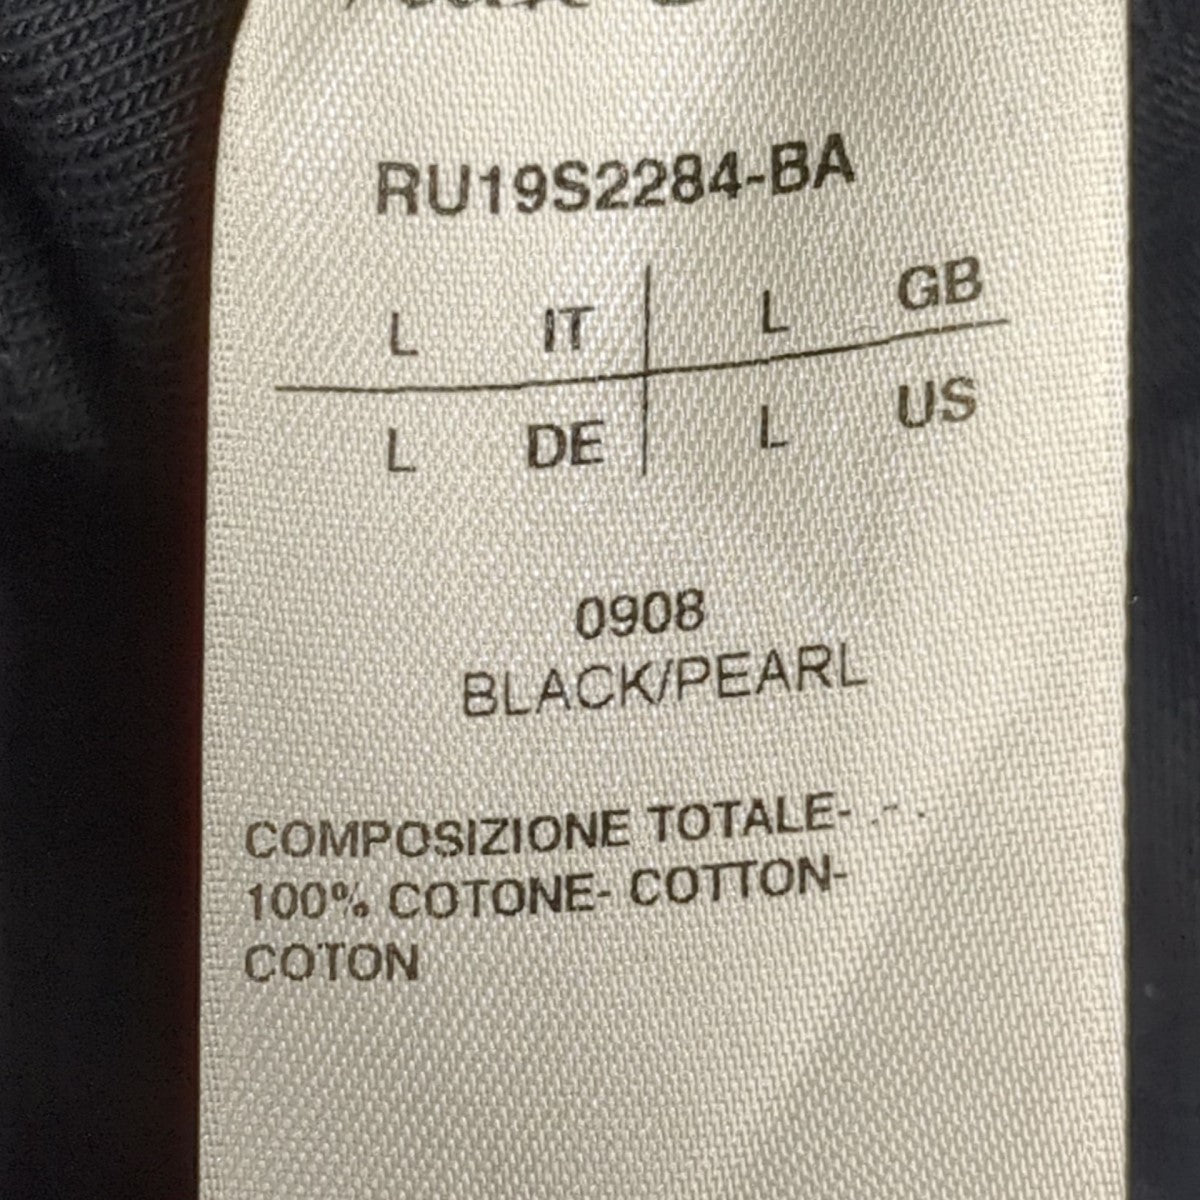 RU19S2284-BA
L IT L GB
L DE L US
0908
BLACK/PEARL
COMPOSIZIONE TOTALE- .- .
100% COTONE- COTTON-
COTON